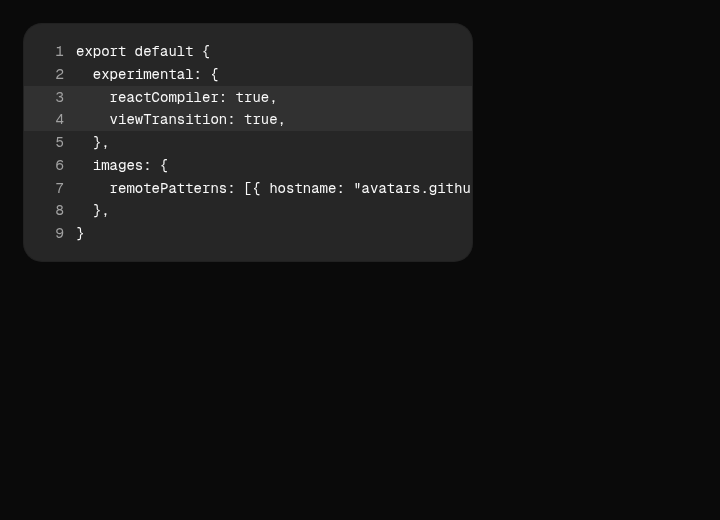 1 export default {
2   experimental: {
3     reactCompiler: true,
4     viewTransition: true,
5   },
6   images: {
7     remotePatterns: [{ hostname: "avatars.githu
8   },
9 }